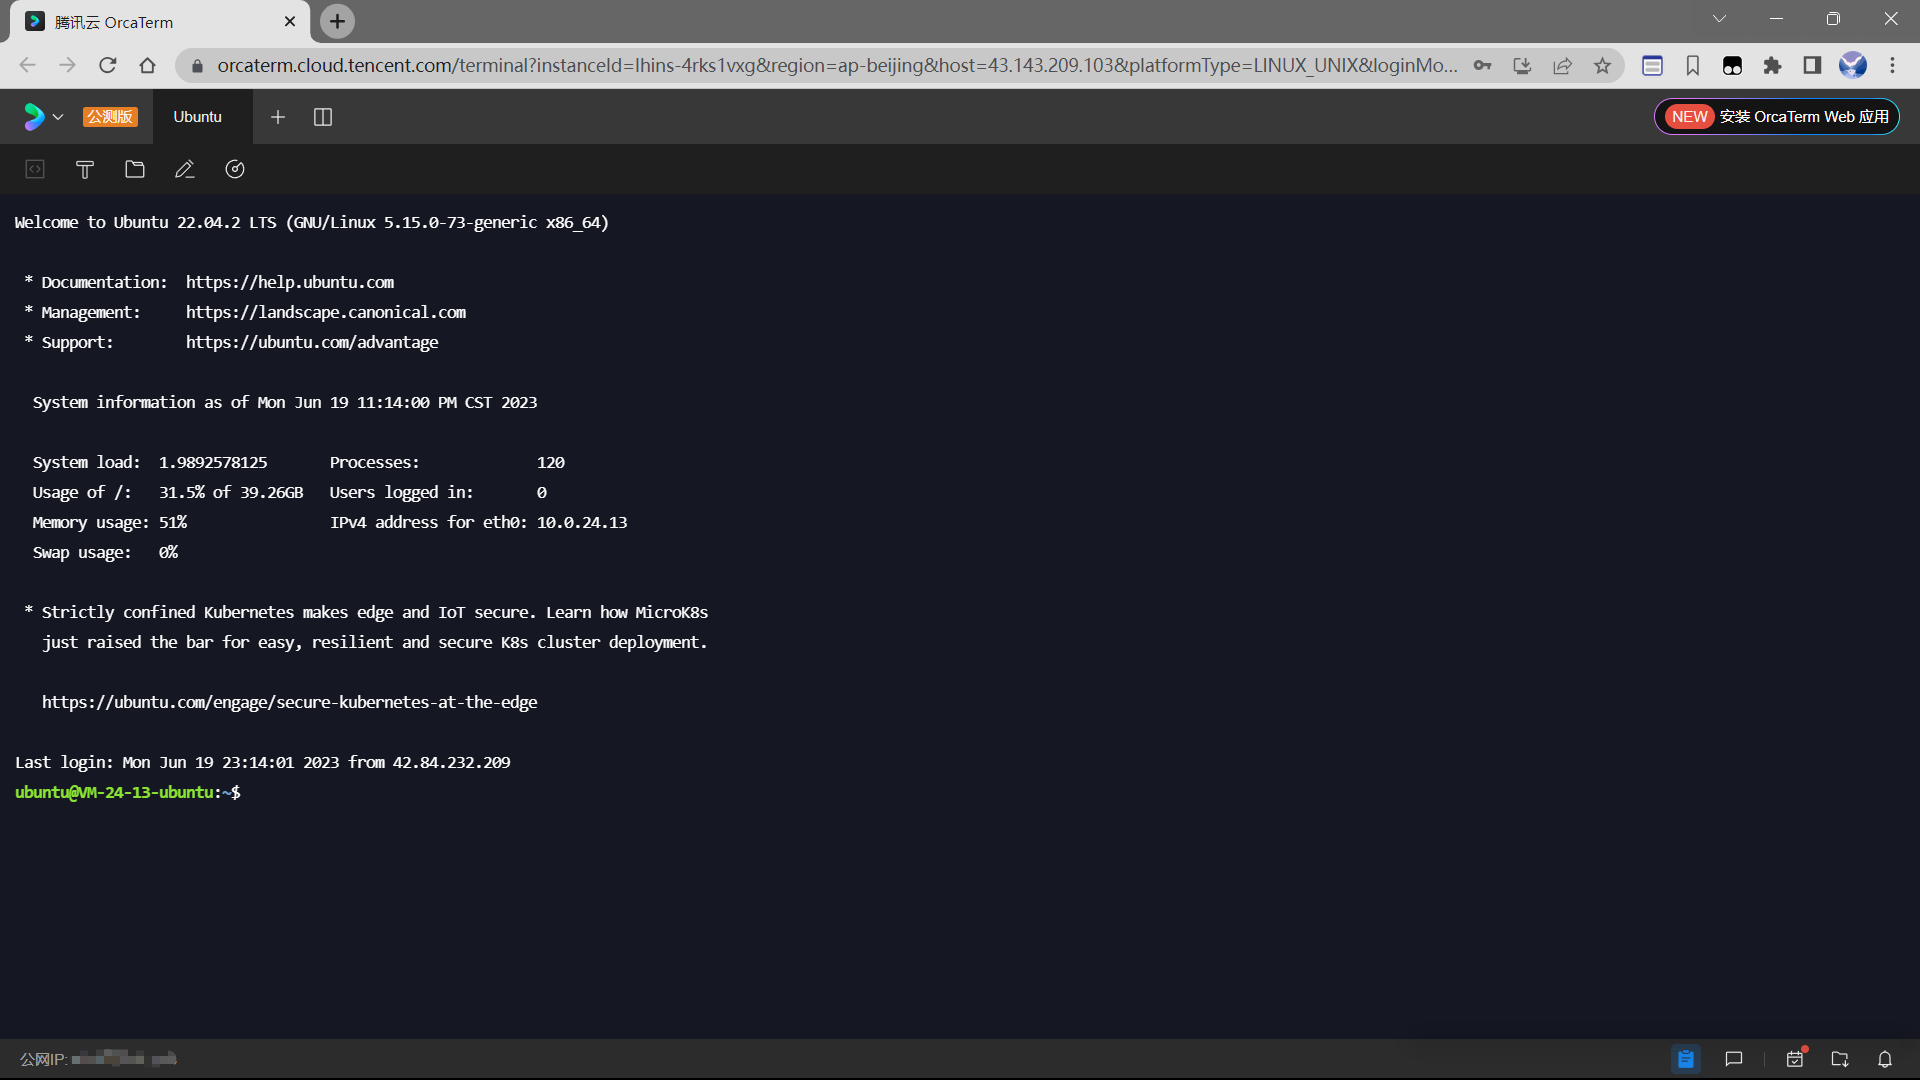 腾讯云 OrcaTerm
orcaterm.cloud.tencent.com/terminal?instanceId=lhins-4rks1vxg&region=ap-beijing&host=43.143.209.103&platformType=LINUX_UNIX&loginMo...
公测版
Ubuntu
NEW 安装 OrcaTerm Web 应用
Welcome to Ubuntu 22.04.2 LTS (GNU/Linux 5.15.0-73-generic x86_64)
* Documentation: https://help.ubuntu.com
* Management: https://landscape.canonical.com
* Support: https://ubuntu.com/advantage
System information as of Mon Jun 19 11:14:00 PM CST 2023
System load: 1.9892578125 Processes: 120
Usage of /: 31.5% of 39.26GB Users logged in: 0
Memory usage: 51% IPv4 address for eth0: 10.0.24.13
Swap usage: 0%
* Strictly confined Kubernetes makes edge and IoT secure. Learn how MicroK8s
just raised the bar for easy, resilient and secure K8s cluster deployment.
https://ubuntu.com/engage/secure-kubernetes-at-the-edge
Last login: Mon Jun 19 23:14:01 2023 from 42.84.232.209
ubuntu@VM-24-13-ubuntu:~$
公网IP: